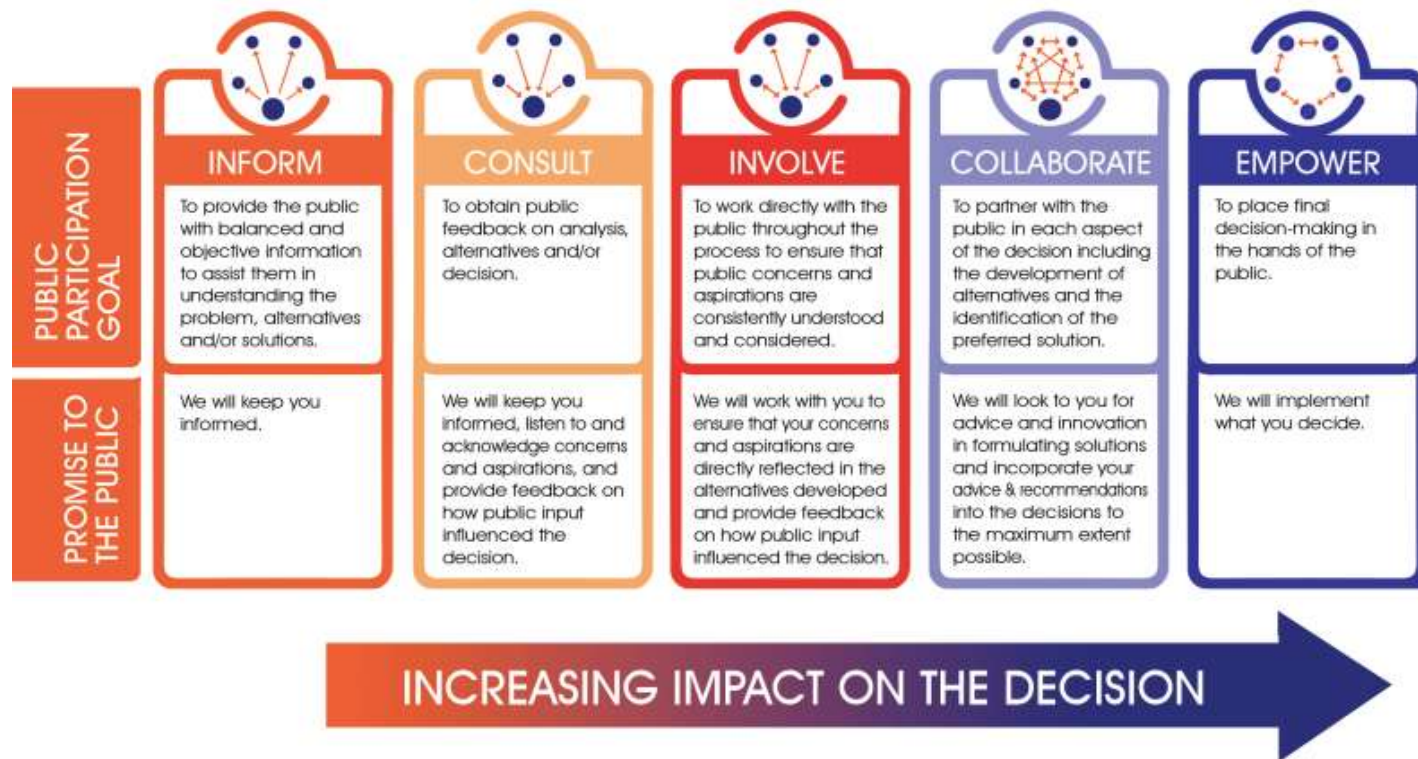 PUBLIC
PARTICIPATION
GOAL
INFORM
CONSULT
INVOLVE
COLLABORATE
EMPOWER
To provide the public
with balanced and
objective information
to assist them in
understanding the
problem, alternatives
and/or solutions.
To obtain public
feedback on analysis,
alternatives and/or
decision.
To work directly with the
public throughout the
process to ensure that
public concerns and
aspirations are
consistently understood
and considered.
To partner with the
public in each aspect
of the decision including
the development of
alternatives and the
identification of the
preferred solution.
To place final
decision-making in
the hands of the
public.
PROMISE TO
THE PUBLIC
We will keep you
informed.
We will keep you
informed, listen to and
acknowledge concerns
and aspirations, and
provide feedback on
how public input
influenced the
decision.
We will work with you to
ensure that your concerns
and aspirations are
directly reflected in the
alternatives developed
and provide feedback
on how public input
influenced the decision.
We will look to you for
advice and innovation
in formulating solutions
and incorporate your
advice & recommendations
into the decisions to
the maximum extent
possible.
We will implement
what you decide.
INCREASING IMPACT ON THE DECISION